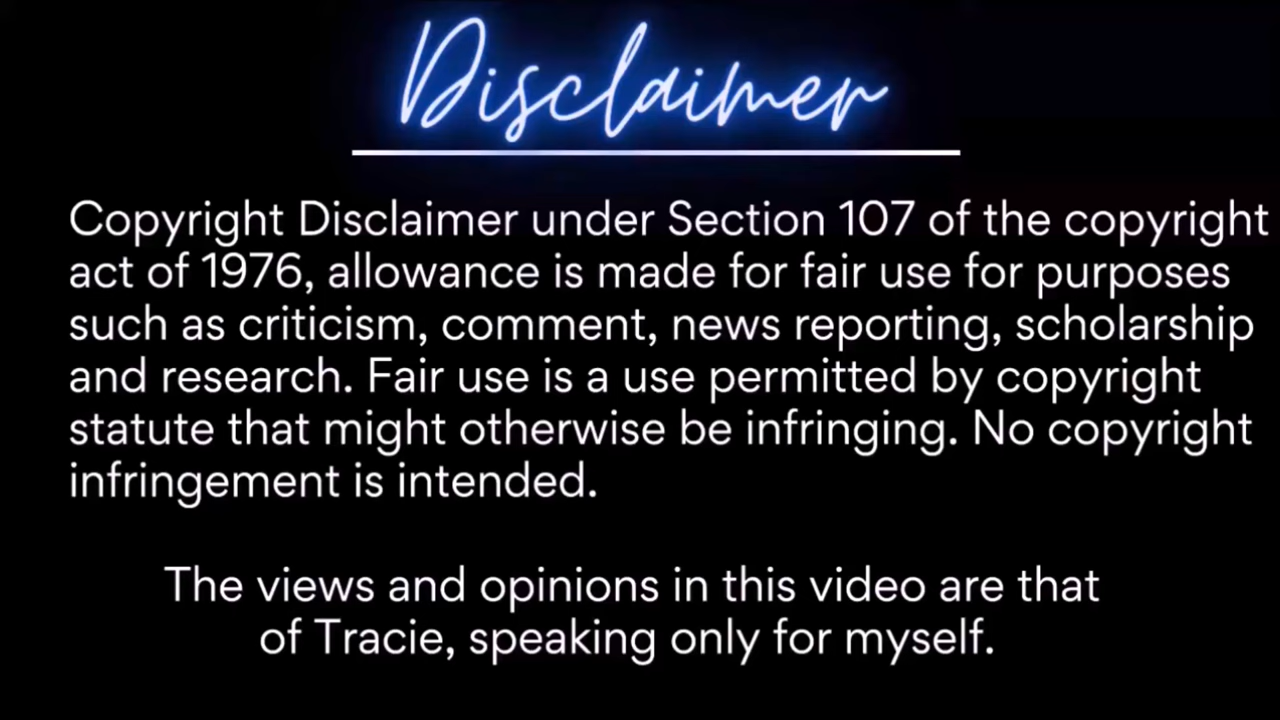 Disclaimer
Copyright Disclaimer under Section 107 of the copyright
act of 1976, allowance is made for fair use for purposes
such as criticism, comment, news reporting, scholarship
and research. Fair use is a use permitted by copyright
statute that might otherwise be infringing. No copyright
infringement is intended.
The views and opinions in this video are that
of Tracie, speaking only for myself.